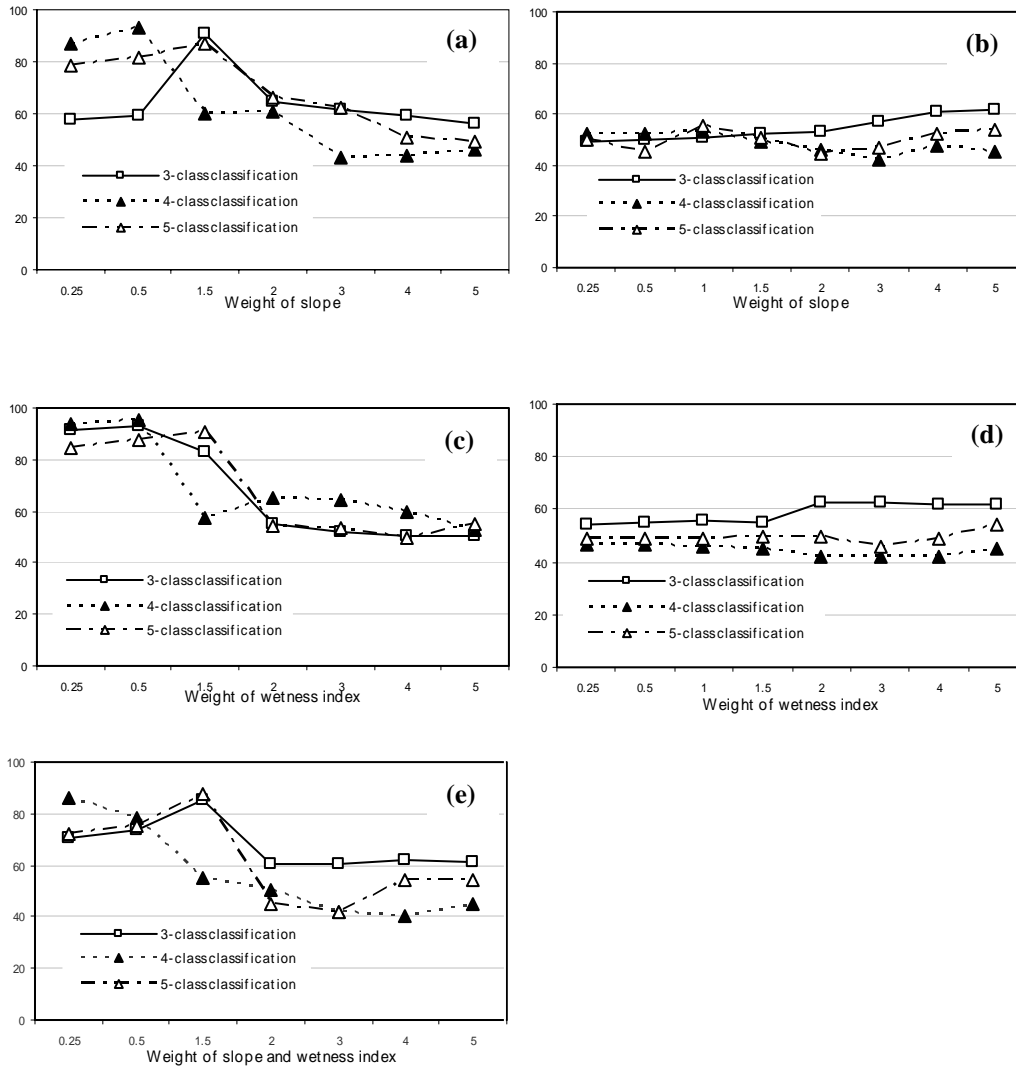 100
(a)
80
60
40
3-classclassification
4-classclassification
20
5-classclassification
0
0.25 0.5 1.5 2 3 4 5
Weight of slope
100
(b)
80
60
40
3-classclassification
20
4-classclassification
5-classclassification
0
0.25 0.5 1 1.5 2 3 4 5
Weight of slope
100
(c)
80
60
40
3-classclassification
20
4-classclassification
5-classclassification
0
0.25 0.5 1.5 2 3 4 5
Weight of wetness index
100
(d)
80
60
40
3-classclassification
20
4-classclassification
5-classclassification
0
0.25 0.5 1 1.5 2 3 4 5
Weight of wetness index
100
(e)
80
60
40
3-classclassification
20
4-classclassification
5-classclassification
0
0.25 0.5 1.5 2 3 4 5
Weight of slope and wetness index